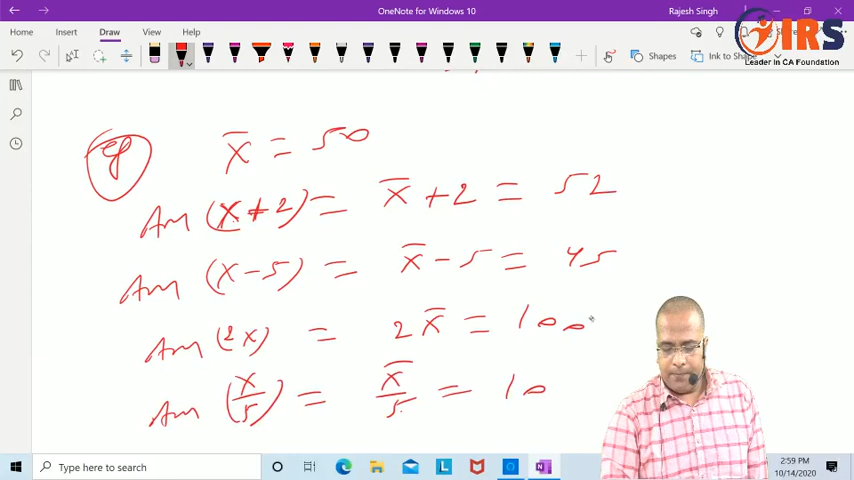 OneNote for Windows 10
Rajesh Singh
Home Insert Draw View Help
Shapes Ink to
IRS
Leader in CA Foundation
eg x̄ = 50
Am (x+2) = x̄ + 2 = 52
Am (x-5) = x̄ - 5 = 45
Am (2x) = 2x̄ = 100
Am (x/5) = x̄/5 = 10
Type here to search
2:59 PM
10/14/2020